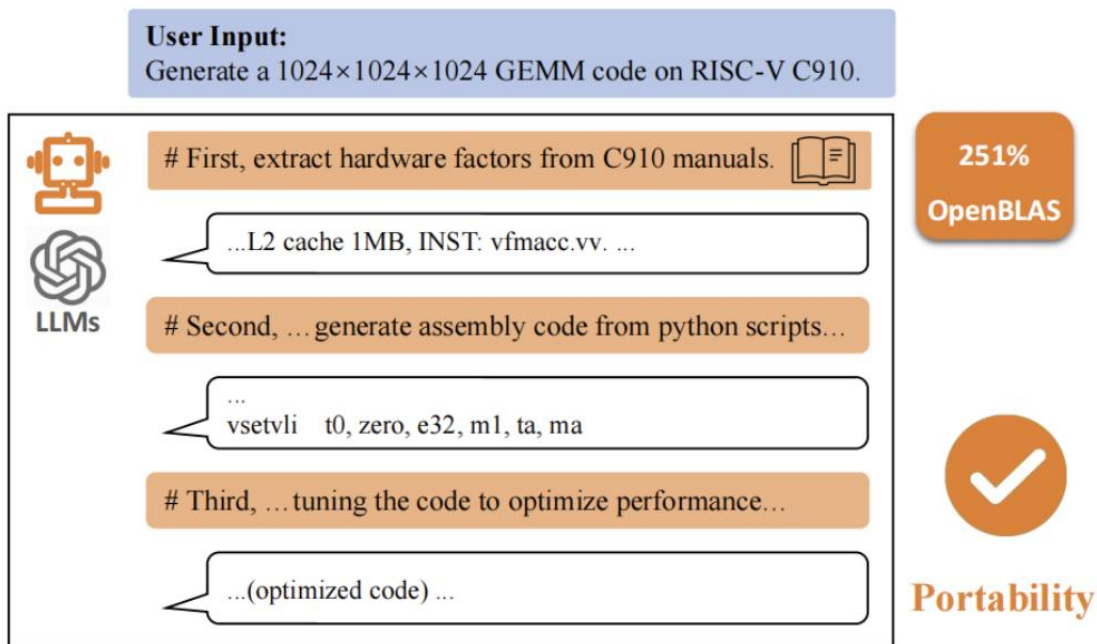 User Input:
Generate a 1024×1024×1024 GEMM code on RISC-V C910.
# First, extract hardware factors from C910 manuals.
...L2 cache 1MB, INST: vfmacc.vv. ...
LLMs
# Second, ...generate assembly code from python scripts...
...
vsetvli t0, zero, e32, m1, ta, ma
# Third, ...tuning the code to optimize performance...
...(optimized code) ...
251%
OpenBLAS
Portability